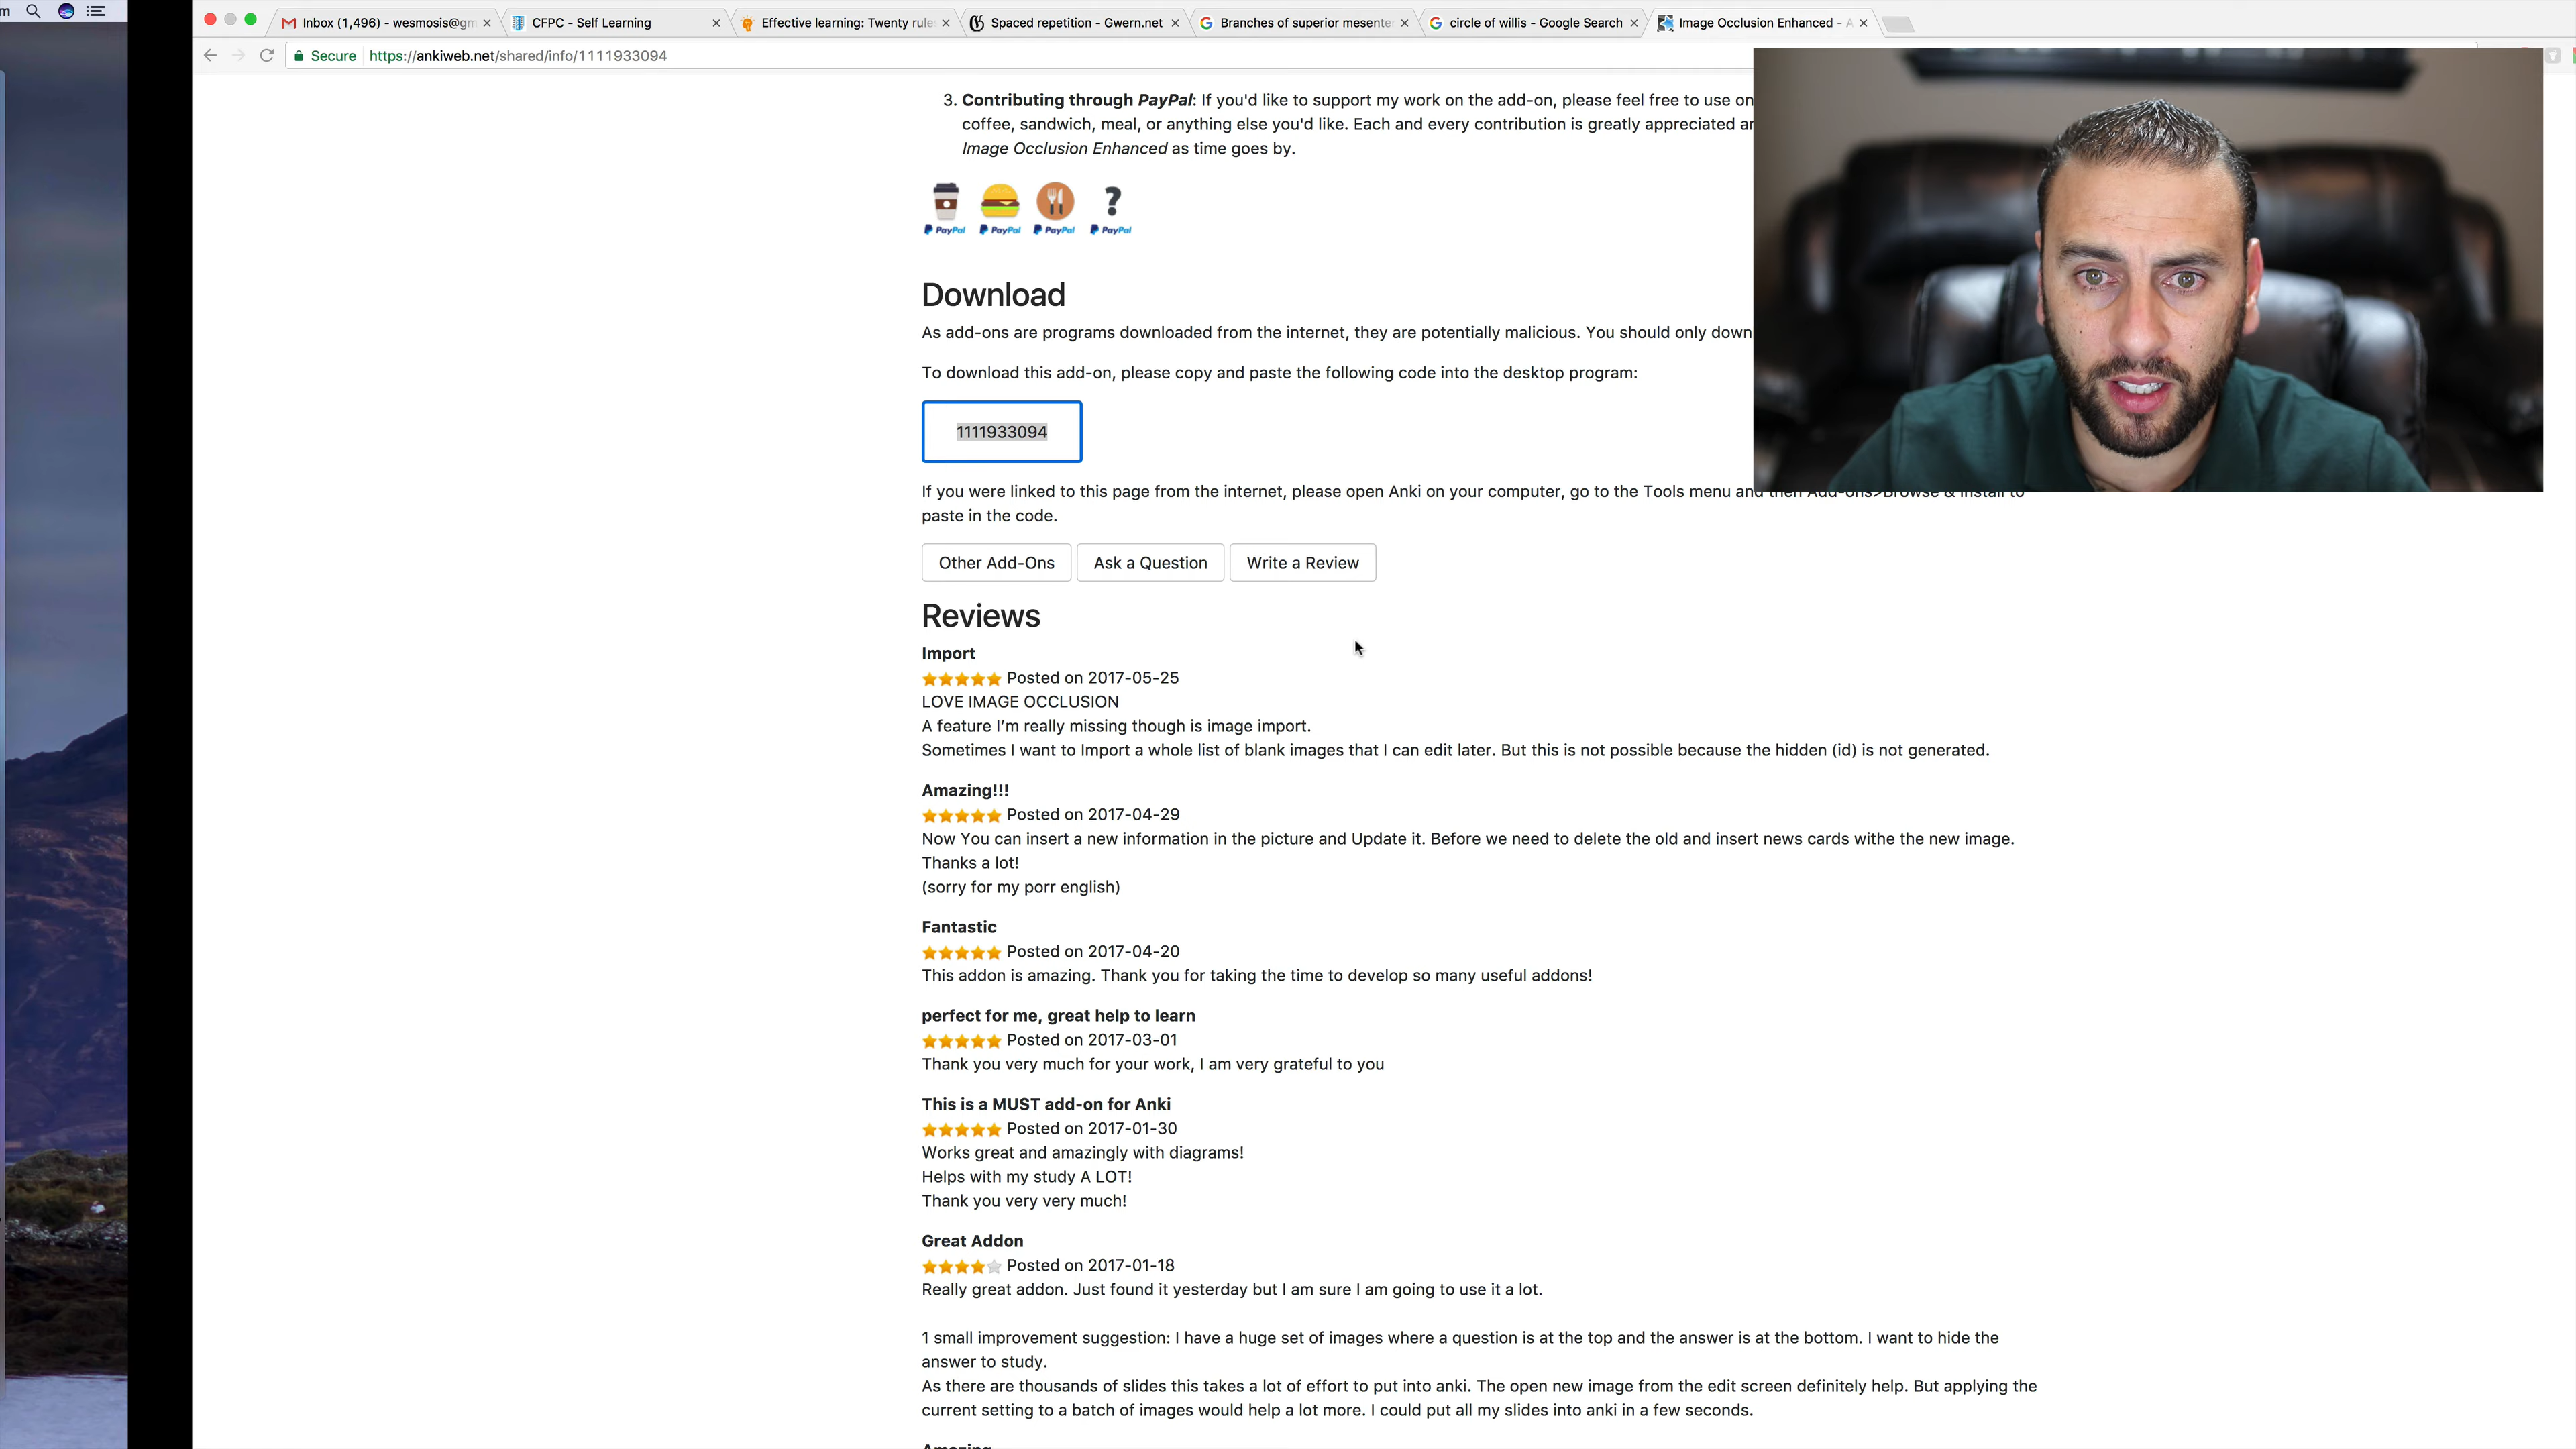 m
Inbox (1,496) - wesmosis@gm
CFPC - Self Learning
Effective learning: Twenty rule
Spaced repetition - Gwern.net
Branches of superior mesenter
circle of willis - Google Search
Image Occlusion Enhanced - A
Secure https://ankiweb.net/shared/info/1111933094
3. Contributing through PayPal: If you'd like to support my work on the add-on, please feel free to use on
coffee, sandwich, meal, or anything else you'd like. Each and every contribution is greatly appreciated ar
Image Occlusion Enhanced as time goes by.
?
PayPal PayPal PayPal PayPal
Download
As add-ons are programs downloaded from the internet, they are potentially malicious. You should only down
To download this add-on, please copy and paste the following code into the desktop program:
1111933094
If you were linked to this page from the internet, please open Anki on your computer, go to the Tools menu and then Add-ons>Browse & Install to
paste in the code.
Other Add-Ons Ask a Question Write a Review
Reviews
Import
Posted on 2017-05-25
LOVE IMAGE OCCLUSION
A feature I'm really missing though is image import.
Sometimes I want to Import a whole list of blank images that I can edit later. But this is not possible because the hidden (id) is not generated.
Amazing!!!
Posted on 2017-04-29
Now You can insert a new information in the picture and Update it. Before we need to delete the old and insert news cards withe the new image.
Thanks a lot!
(sorry for my porr english)
Fantastic
Posted on 2017-04-20
This addon is amazing. Thank you for taking the time to develop so many useful addons!
perfect for me, great help to learn
Posted on 2017-03-01
Thank you very much for your work, I am very grateful to you
This is a MUST add-on for Anki
Posted on 2017-01-30
Works great and amazingly with diagrams!
Helps with my study A LOT!
Thank you very very much!
Great Addon
Posted on 2017-01-18
Really great addon. Just found it yesterday but I am sure I am going to use it a lot.
1 small improvement suggestion: I have a huge set of images where a question is at the top and the answer is at the bottom. I want to hide the
answer to study.
As there are thousands of slides this takes a lot of effort to put into anki. The open new image from the edit screen definitely help. But applying the
current setting to a batch of images would help a lot more. I could put all my slides into anki in a few seconds.
Amazing